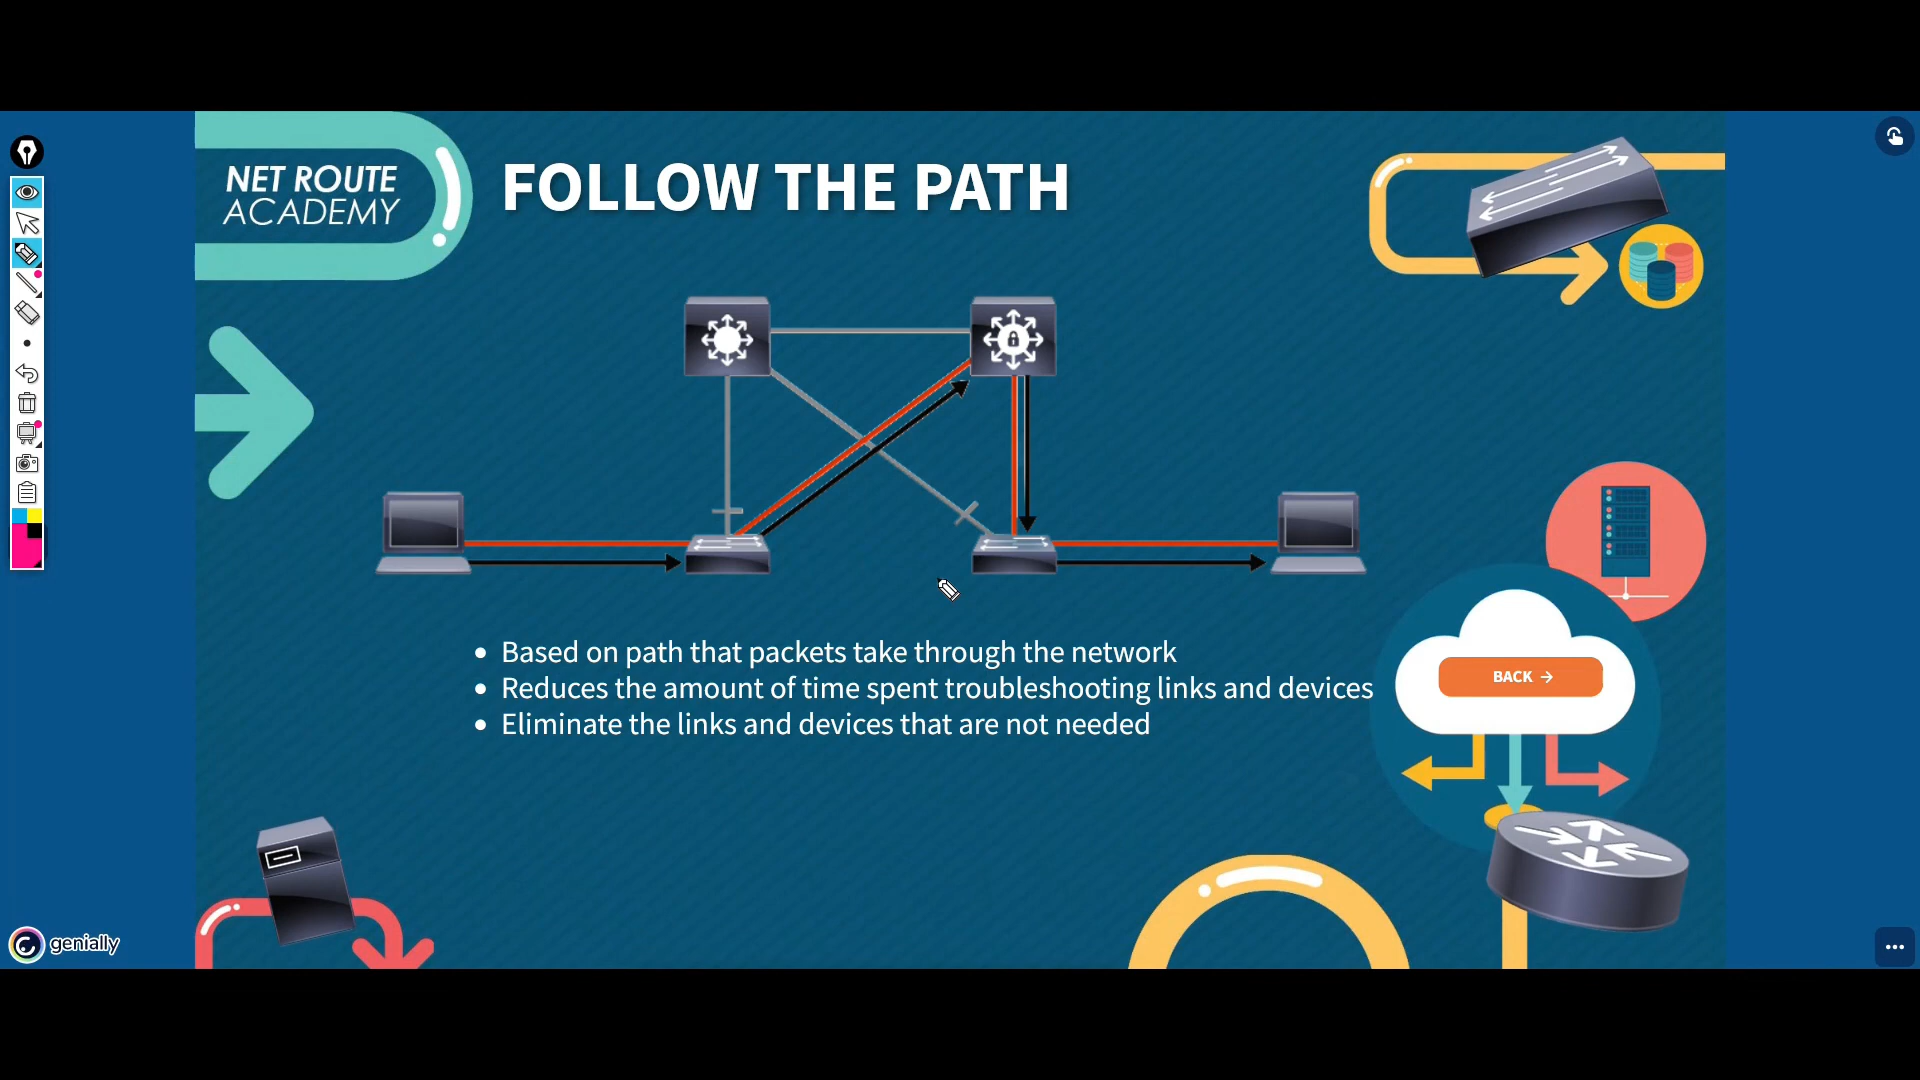 NET ROUTE
ACADEMY
FOLLOW THE PATH
• Based on path that packets take through the network
• Reduces the amount of time spent troubleshooting links and devices
• Eliminate the links and devices that are not needed
BACK →
genially